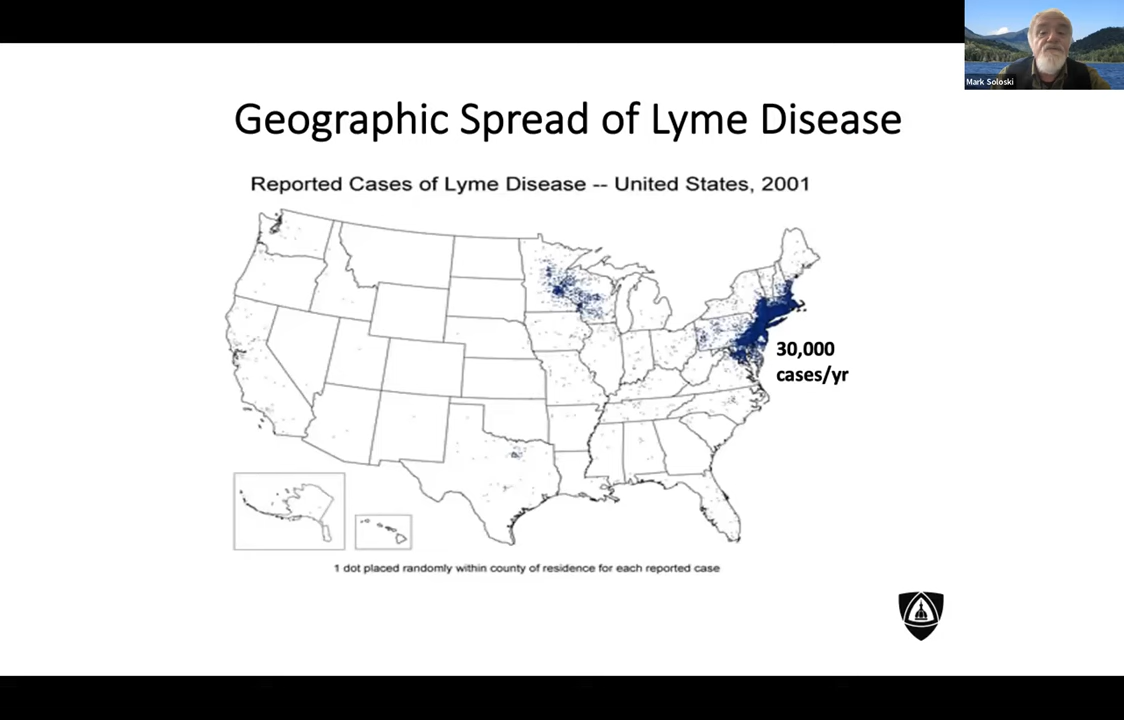 Mark Soloski
Geographic Spread of Lyme Disease
Reported Cases of Lyme Disease -- United States, 2001
30,000
cases/yr
1 dot placed randomly within county of residence for each reported case